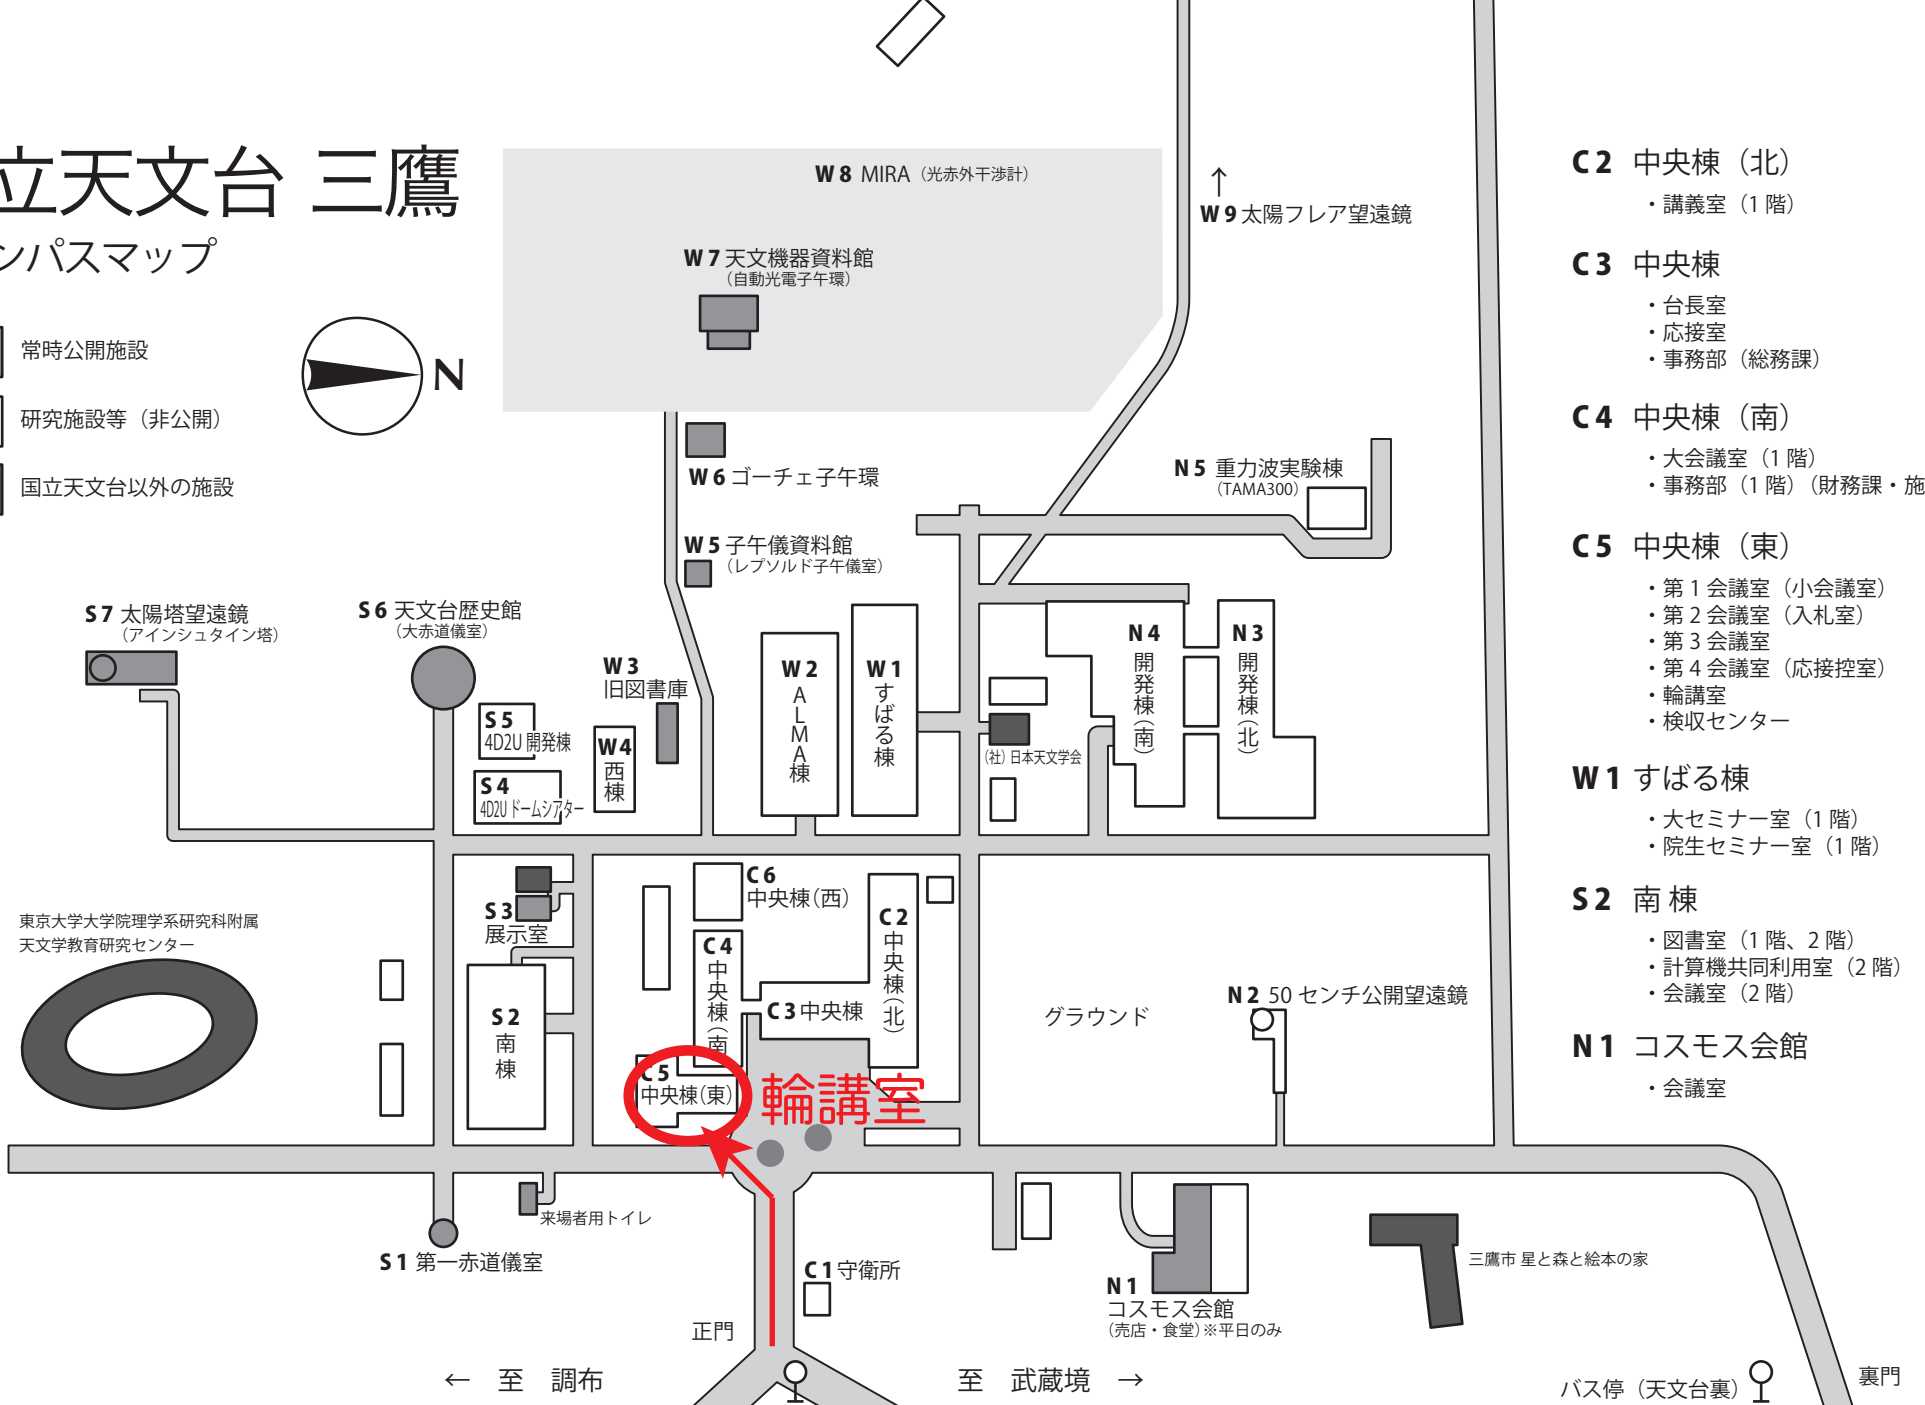 立天文台 三鷹
ンパスマップ
常時公開施設
研究施設等（非公開）
国立天文台以外の施設
N
W 8 MIRA（光赤外干渉計）
↑
W 9 太陽フレア望遠鏡
W 7 天文機器資料館
（自動光電子午環）
W 6 ゴーチェ子午環
N 5 重力波実験棟
（TAMA300）
W 5 子午儀資料館
（レプソルド子午儀室）
S 7 太陽塔望遠鏡
（アインシュタイン塔）
S 6 天文台歴史館
（大赤道儀室）
W 3
旧図書庫
S 5
4D2U 開発棟
S 4
4D2U ドームシアター
W 4
西棟
W 2
ALMA棟
W 1
すばる棟
（社）日本天文学会
N 4
開発棟（南）
N 3
開発棟（北）
東京大学大学院理学系研究科附属
天文学教育研究センター
S 3
展示室
S 2
南棟
C 6
中央棟（西）
C 4
中央棟（南
C 3 中央棟
C 2
中央棟（北）
C 5
中央棟（東）
輪講室
グラウンド
N 2 50 センチ公開望遠鏡
来場者用トイレ
S 1 第一赤道儀室
C 1 守衛所
正門
N 1
コスモス会館
（売店・食堂）※平日のみ
三鷹市 星と森と絵本の家
← 至 調布
至 武蔵境 →
バス停（天文台裏）
裏門
C 2 中央棟（北）
・講義室（1 階）
C 3 中央棟
・台長室
・応接室
・事務部（総務課）
C 4 中央棟（南）
・大会議室（1 階）
・事務部（1 階）（財務課・施
C 5 中央棟（東）
・第 1 会議室（小会議室）
・第 2 会議室（入札室）
・第 3 会議室
・第 4 会議室（応接控室）
・輪講室
・検収センター
W 1 すばる棟
・大セミナー室（1 階）
・院生セミナー室（1 階）
S 2 南 棟
・図書室（1 階、2 階）
・計算機共同利用室（2 階）
・会議室（2 階）
N 1 コスモス会館
・会議室